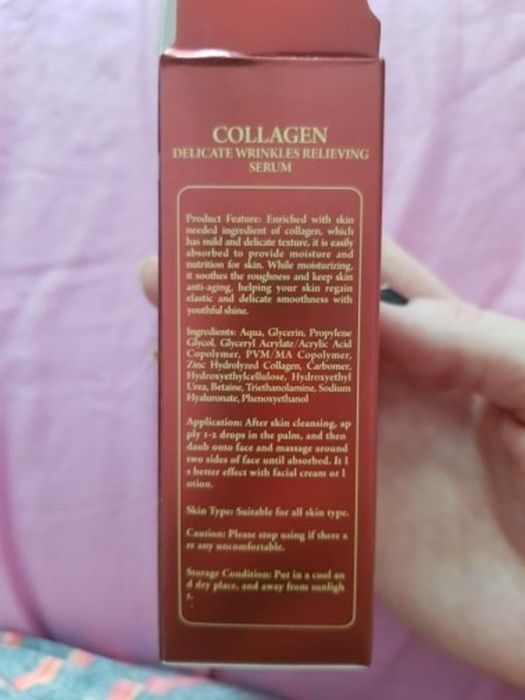 COLLAGEN
DELICATE WRINKLES RELIEVING
SERUM
Product Feature: Enriched with skin
needed ingredient of collagen, which
has mild and delicate texture, it is easily
absorbed to provide moisture and
nutrition for skin. While moisturizing,
it soothes the roughness and keep skin
anti-aging, helping your skin regain
elastic and delicate smoothness with
youthful shine.
Ingredients: Aqua, Glycerin, Propylene
Glycol, Glyceryl Acrylate/Acrylic Acid
Copolymer, PVM/MA Copolymer,
Zinc Hydrolyzed Collagen, Carbomer,
Hydroxyethylcellulose, Hydroxyethyl
Urea, Betaine, Triethanolamine, Sodium
Hyaluronate, Phenoxyethanol
Application: After skin cleansing, ap
ply 1-2 drops in the palm, and then
daub onto face and massage around
two sides of face until absorbed. It i
s better effect with facial cream or l
otion.
Skin Type: Suitable for all skin type.
Caution: Please stop using if there a
re any uncomfortable.
Storage Condition: Put in a cool an
d dry place, and away from sunligh
t.